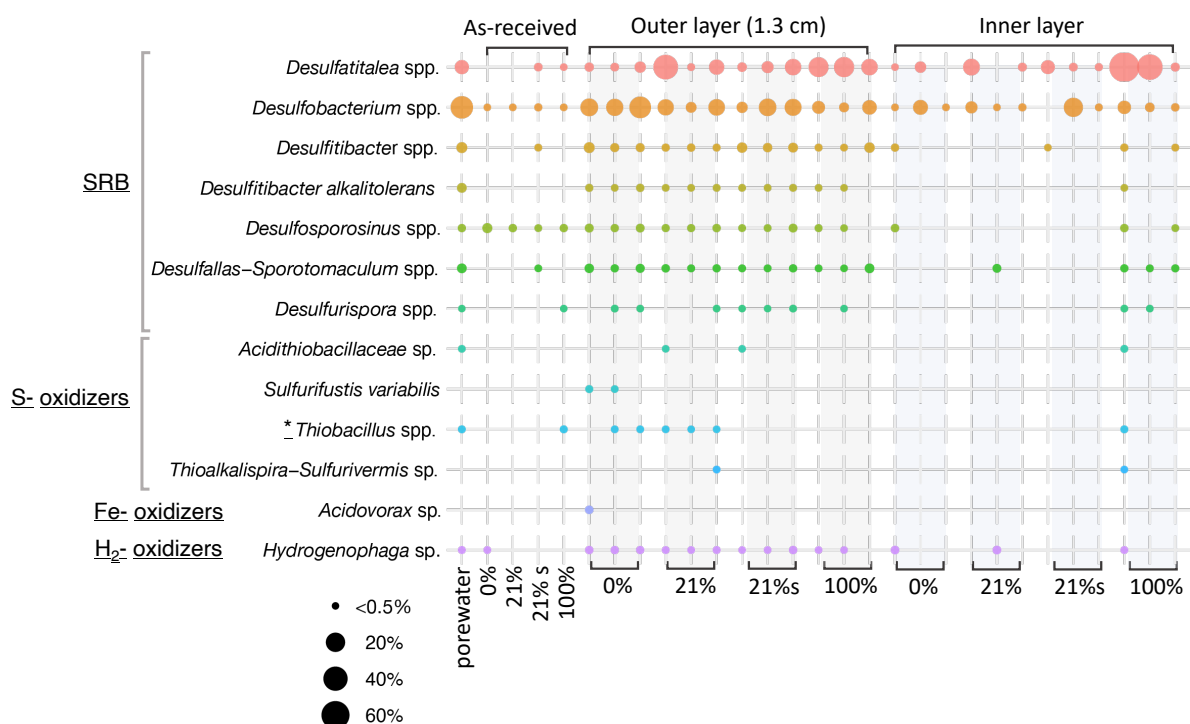 As-received
Outer layer (1.3 cm)
Inner layer
Desulfatitalea spp.
Desulfobacterium spp.
Desulfitibacter spp.
SRB
Desulfitibacter alkalitolerans
Desulfosporosinus spp.
Desulfallas–Sporotomaculum spp.
Desulfurispora spp.
Acidithiobacillaceae sp.
S- oxidizers
Sulfurifustis variabilis
* Thiobacillus spp.
Thioalkalispira–Sulfurivermis sp.
Fe- oxidizers
Acidovorax sp.
H2- oxidizers
Hydrogenophaga sp.
porewater
0%
21%
21% s
100%
0%
21%
21%s
100%
0%
21%
21%s
100%
<0.5%
20%
40%
60%